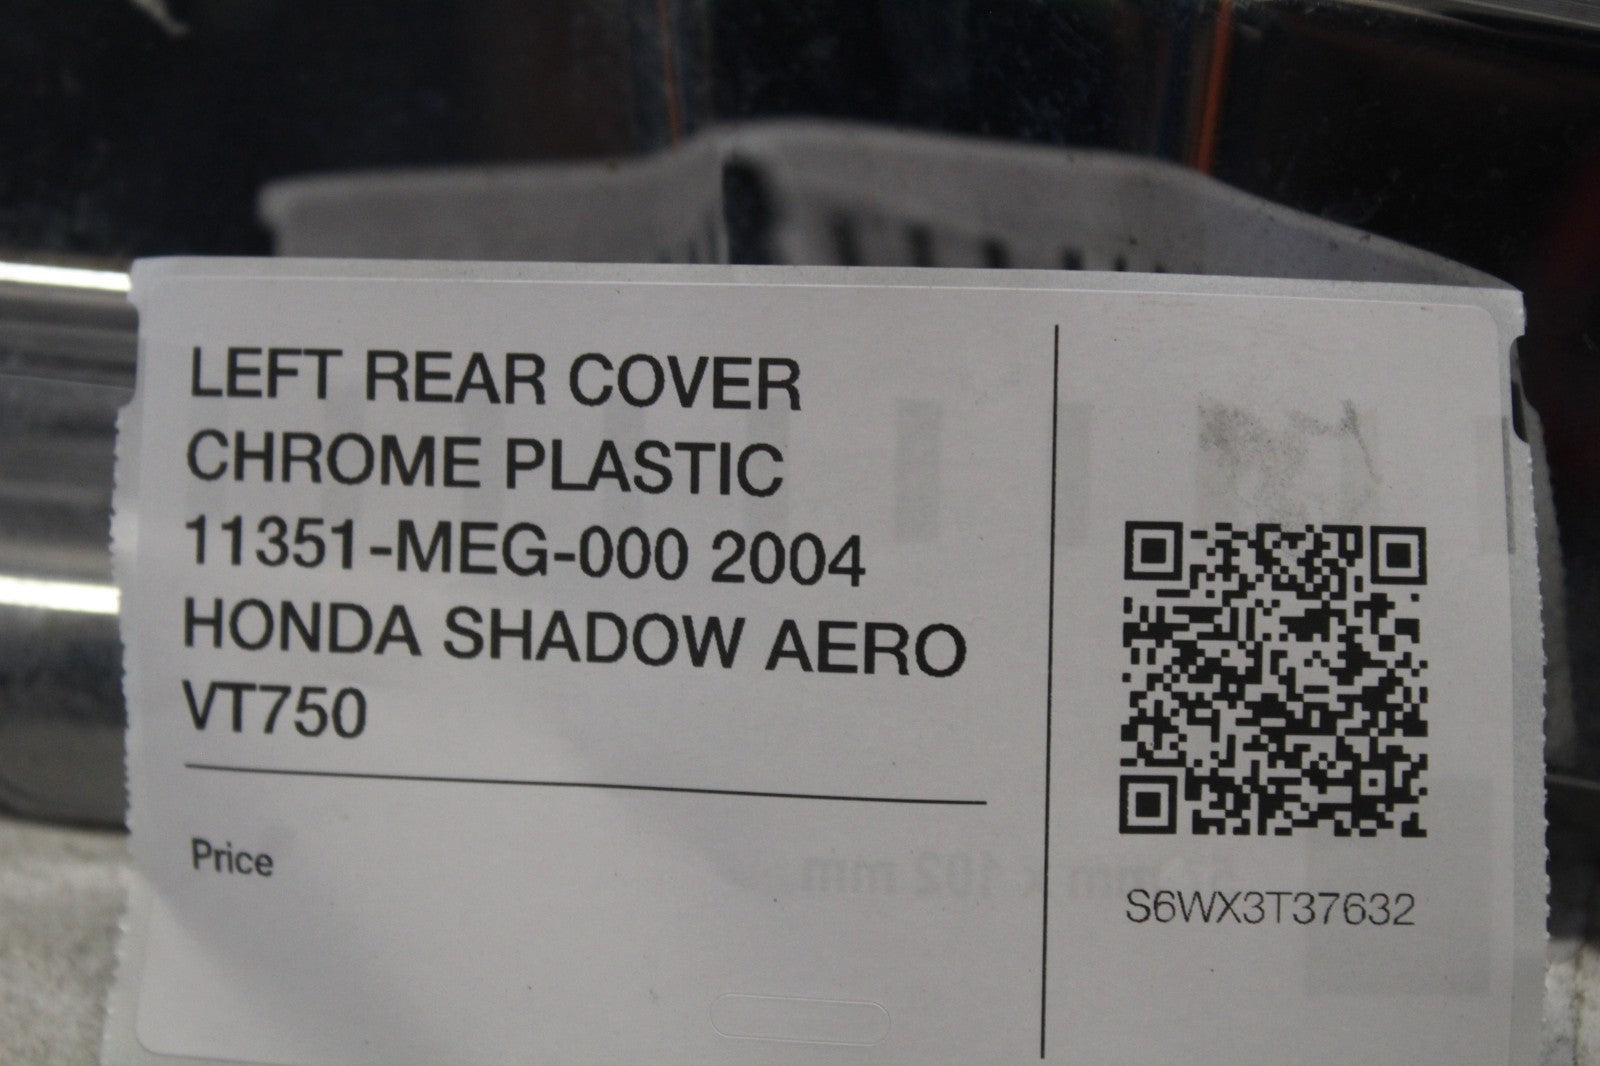 LEFT REAR COVER
CHROME PLASTIC
11351-MEG-000 2004
HONDA SHADOW AERO
VT750
Price
S6WX3T37632